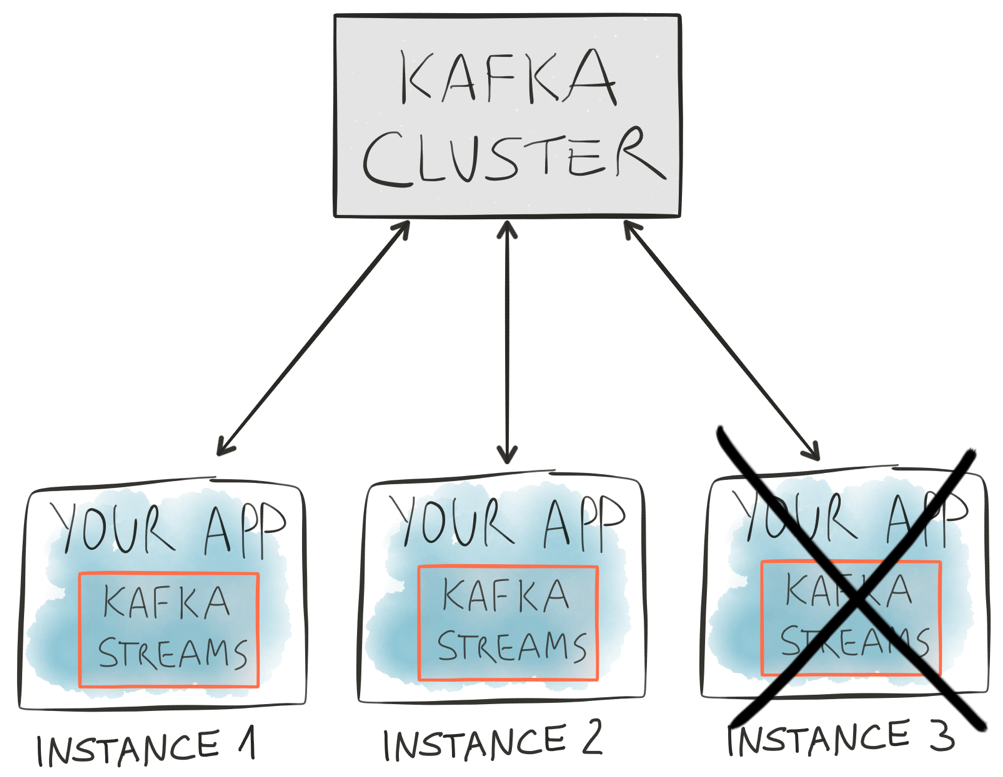 KAFKA
CLUSTER
YOUR APP
KAFKA
STREAMS
INSTANCE 1
YOUR APP
KAFKA
STREAMS
INSTANCE 2
YOUR APP
KAFKA
STREAMS
INSTANCE 3